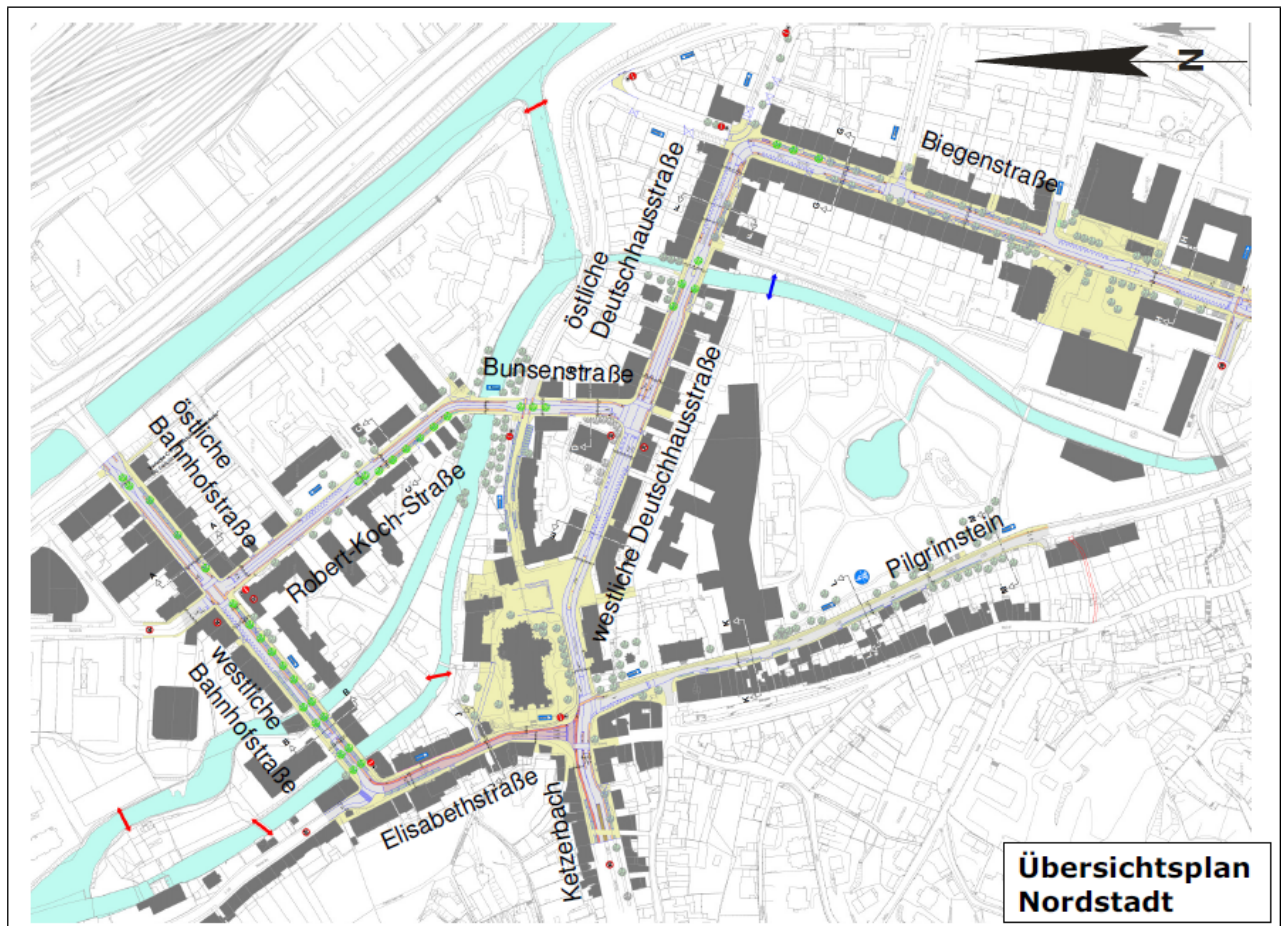 N
Biegenstraße
östliche
Deutschhausstraße
Bunsenstraße
östliche
Bahnhofstraße
westliche Deutschhausstraße
Robert-Koch-Straße
Pilgrimstein
westliche
Bahnhofstraße
Elisabethstraße
Ketzerbach
Übersichtsplan
Nordstadt